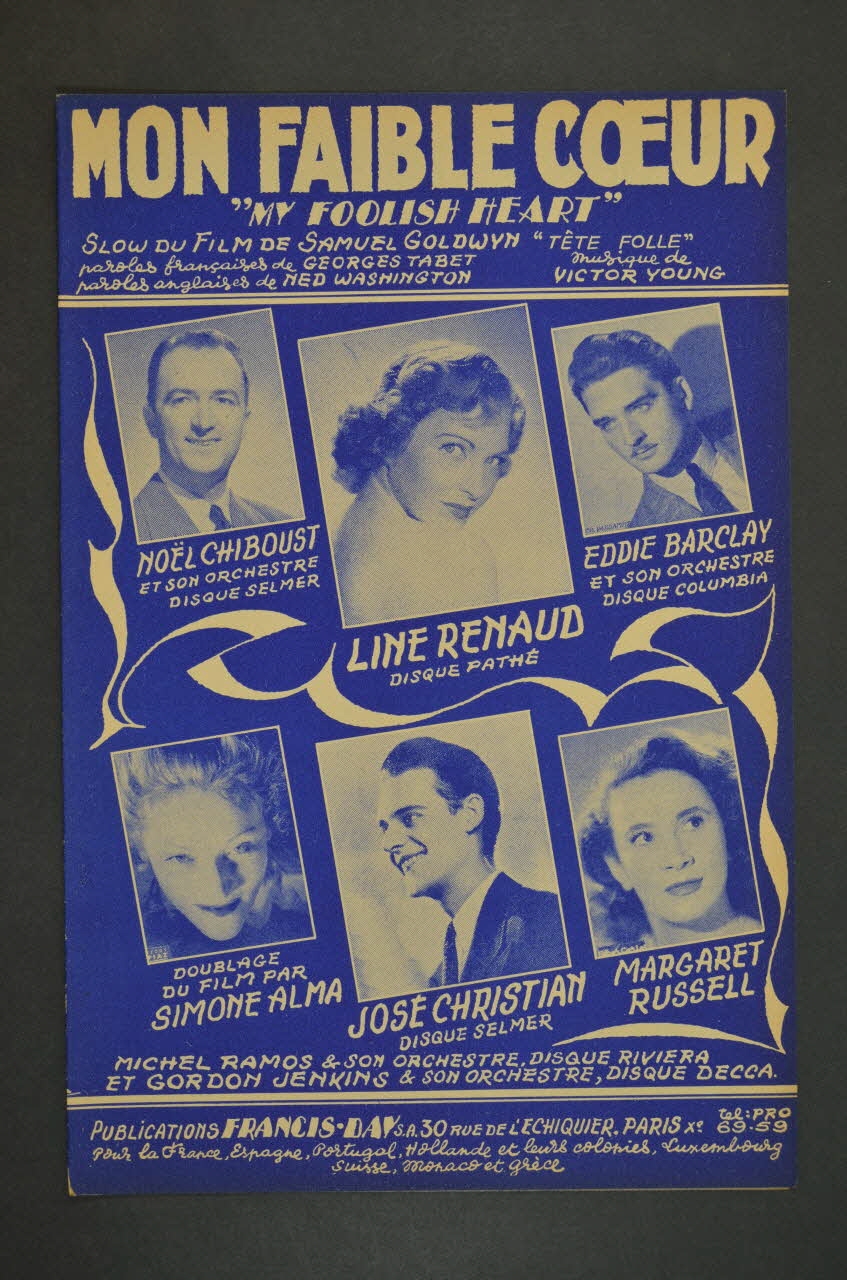 MON FAIBLE CŒUR
"MY FOOLISH HEART"
SLOW DU FILM DE SAMUEL GOLDWYN "TÊTE FOLLE"
paroles françaises de GEORGES TABET
paroles anglaises de NED WASHINGTON
musique de
VICTOR YOUNG
NOËL CHIBOUST
ET SON ORCHESTRE
DISQUE SELMER
LINE RENAUD
DISQUE PATHÉ
EDDIE BARCLAY
ET SON ORCHESTRE
DISQUE COLUMBIA
DOUBLAGE
DU FILM PAR
SIMONE ALMA
JOSÉ CHRISTIAN
DISQUE SELMER
MARGARET
RUSSELL
MICHEL RAMOS & SON ORCHESTRE, DISQUE RIVIERA
ET GORDON JENKINS & SON ORCHESTRE, DISQUE DECCA.
PUBLICATIONS FRANCIS-DAY S.A. 30 RUE DE L'ECHIQUIER, PARIS Xe
tel: PRO
69-59
Pour la France, Espagne, Portugal, Hollande et leurs colonies, Luxembourg
Suisse, Monaco et grèce